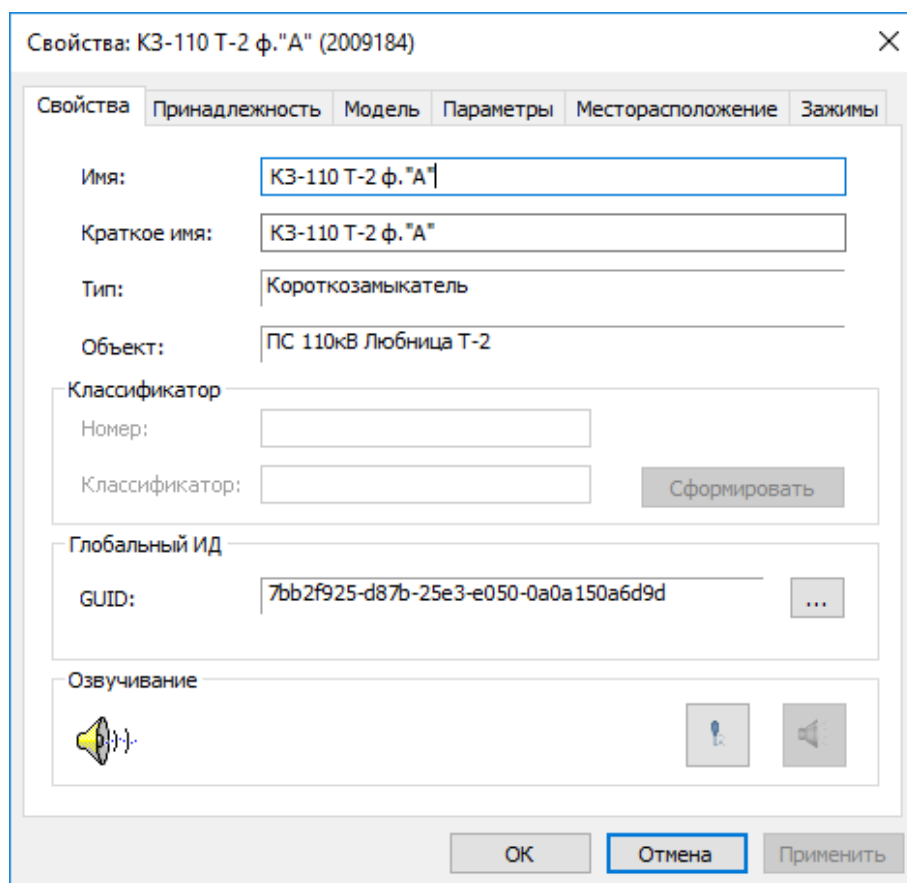 Свойства: КЗ-110 Т-2 ф."А" (2009184)
Свойства Принадлежность Модель Параметры Месторасположение Зажимы
Имя: КЗ-110 Т-2 ф."А"
Краткое имя: КЗ-110 Т-2 ф."А"
Тип: Короткозамыкатель
Объект: ПС 110кВ Любница Т-2
Классификатор
Номер:
Классификатор: Сформировать
Глобальный ИД
GUID: 7bb2f925-d87b-25e3-e050-0a0a150a6d9d ...
Озвучивание
ОК Отмена Применить